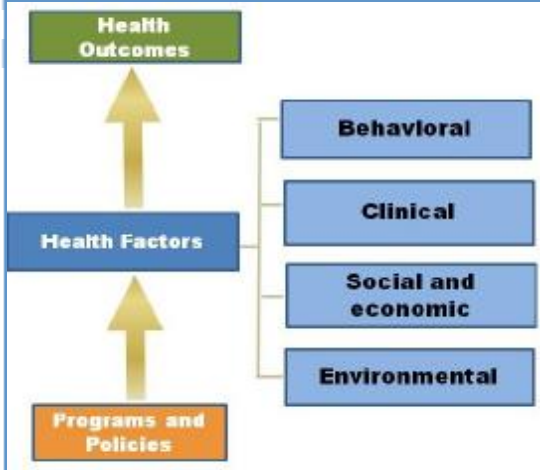 Health
Outcomes
Behavioral
Clinical
Health Factors
Social and
economic
Environmental
Programs and
Policies